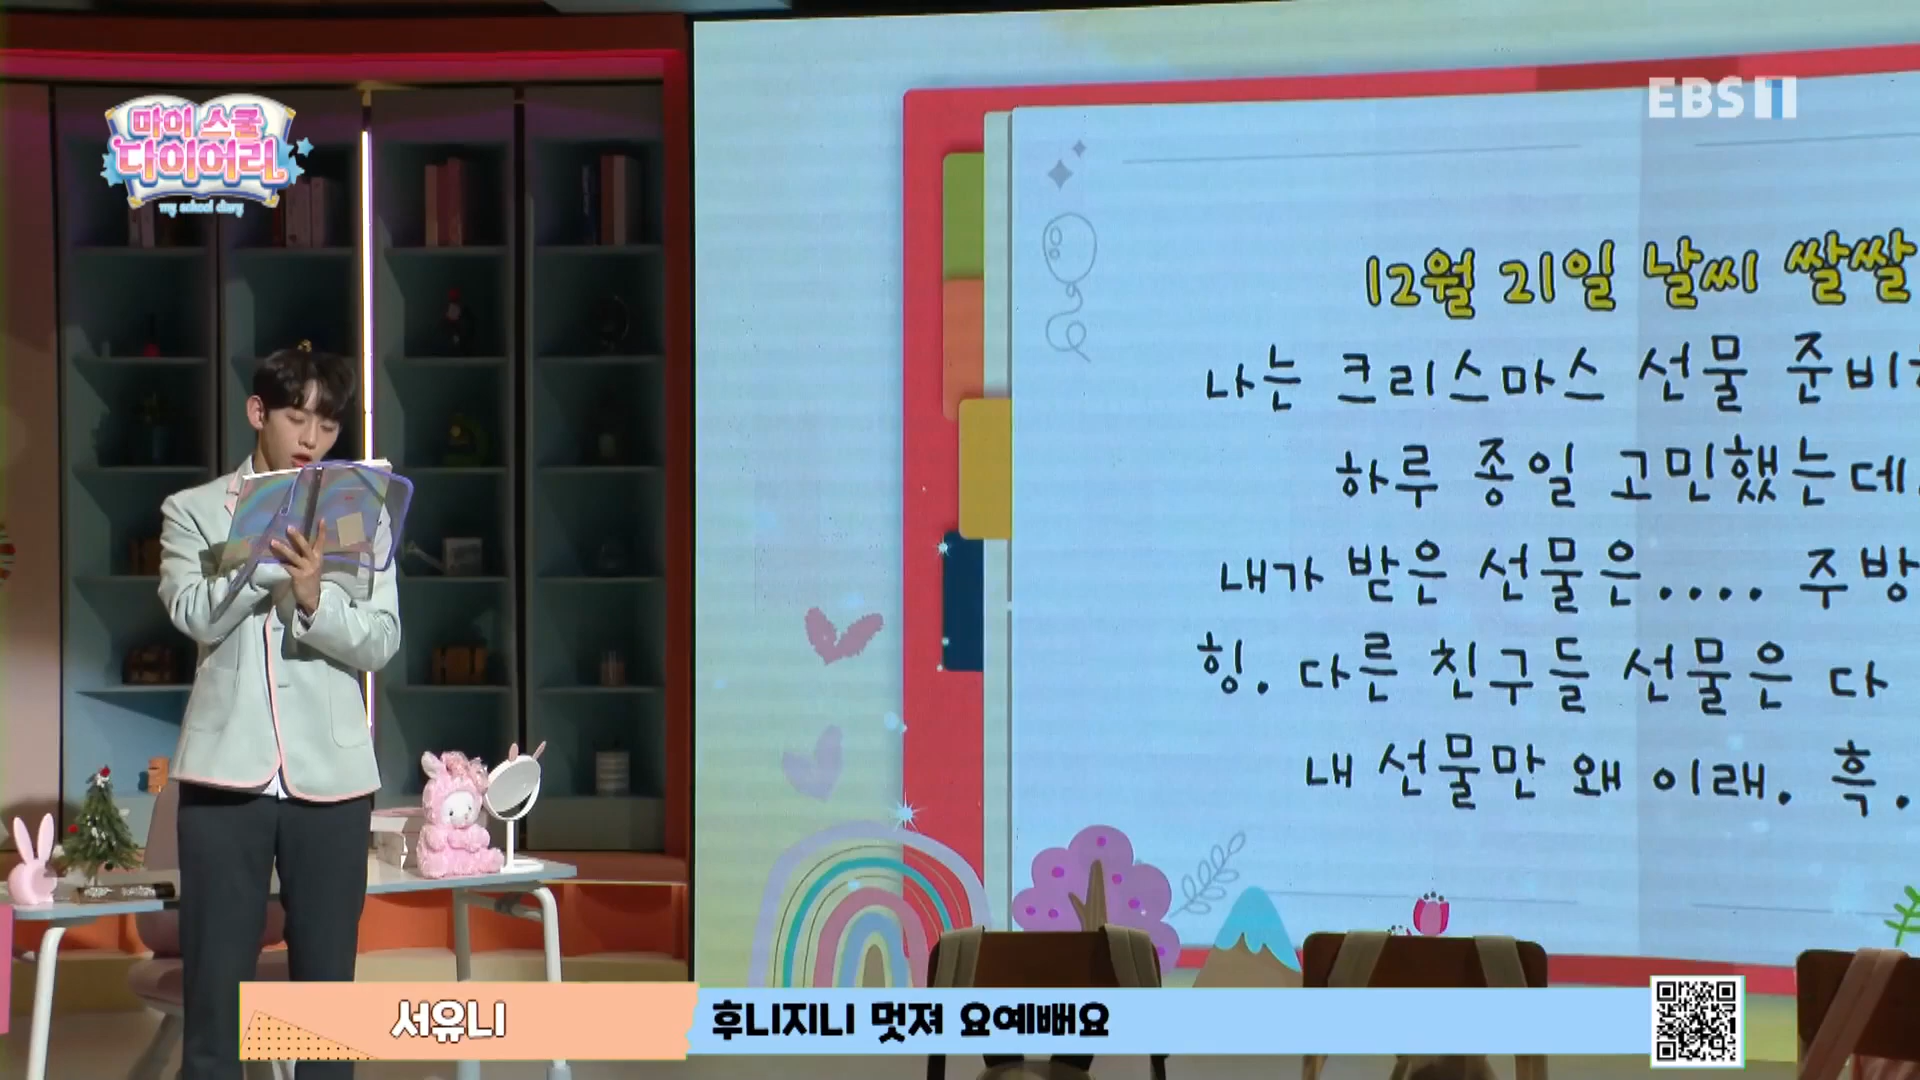 마이 스쿨
다이어리
my school diary
EBS 1
12월 21일 날씨 쌀쌀
나는 크리스마스 선물 준비
하루 종일 고민했는데
내가 받은 선물은.... 주방
힝. 다른 친구들 선물은 다
내 선물만 왜 이래. 흑.
서유니
후니지니 멋져 요예배요